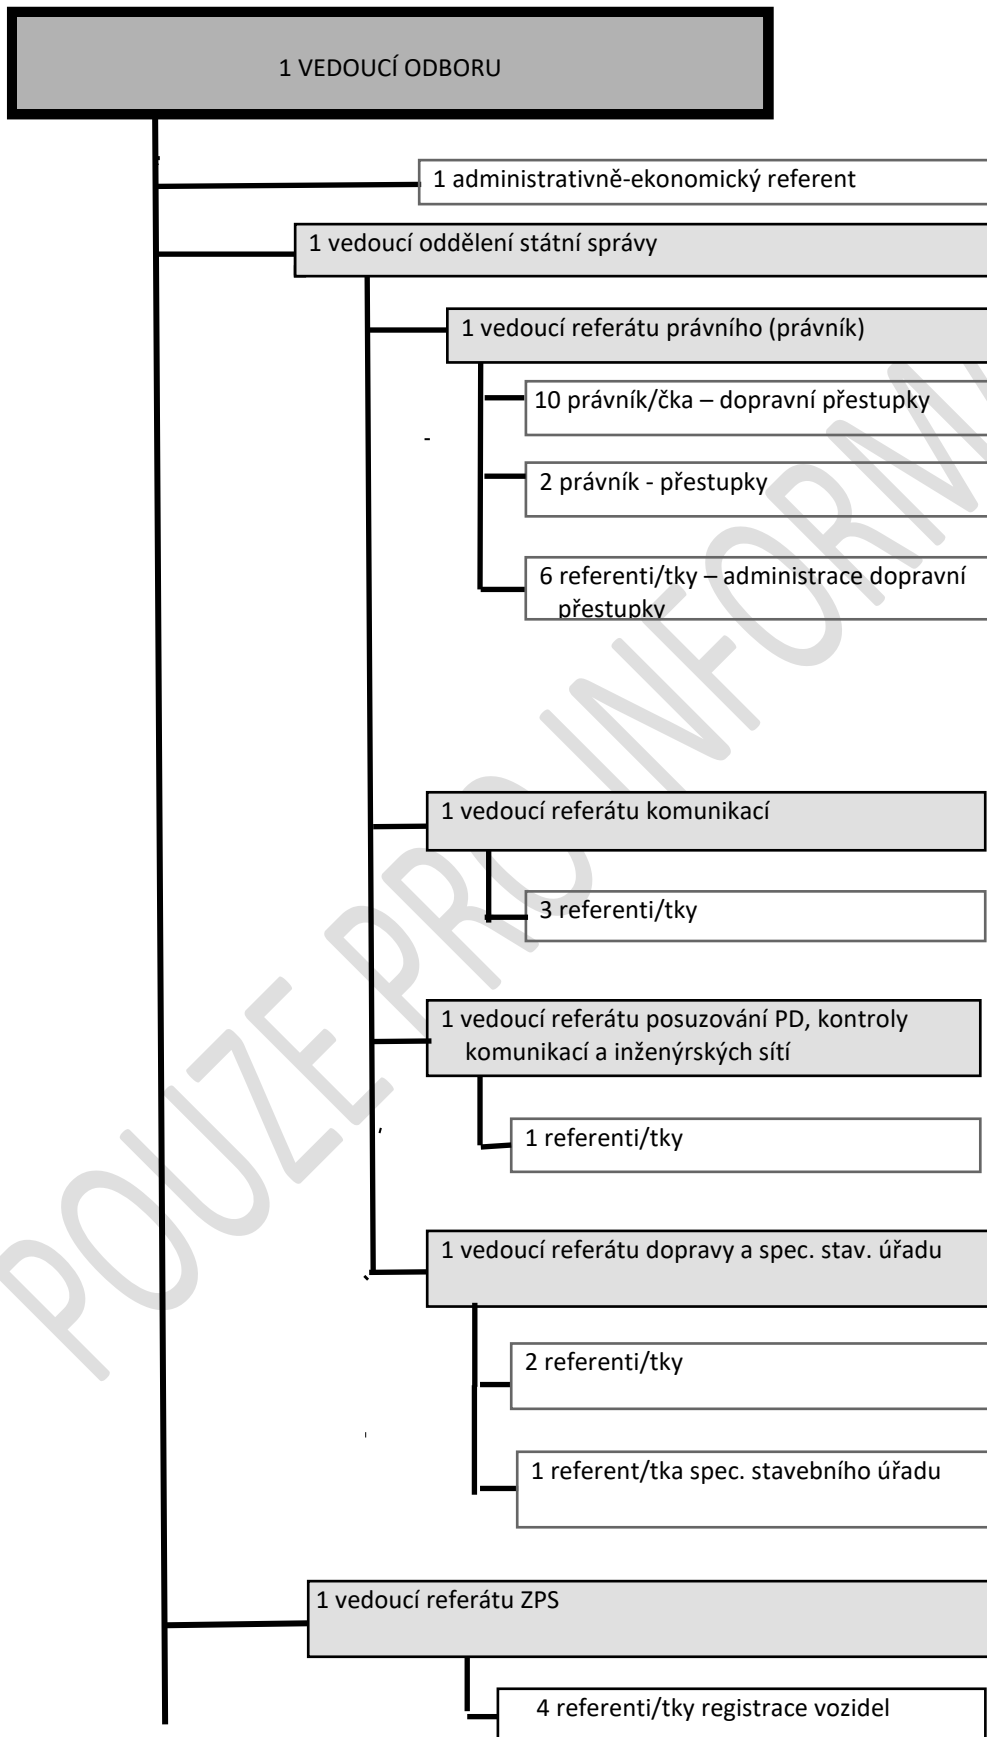 1 VEDOUCÍ ODBORU
1 administrativně-ekonomický referent
1 vedoucí oddělení státní správy
1 vedoucí referátu právního (právník)
10 právník/čka – dopravní přestupky
2 právník - přestupky
6 referenti/tky – administrace dopravní
přestupky
1 vedoucí referátu komunikací
3 referenti/tky
1 vedoucí referátu posuzování PD, kontroly
komunikací a inženýrských sítí
1 referenti/tky
1 vedoucí referátu dopravy a spec. stav. úřadu
2 referenti/tky
1 referent/tka spec. stavebního úřadu
1 vedoucí referátu ZPS
4 referenti/tky registrace vozidel
POUZE PRO INFORM